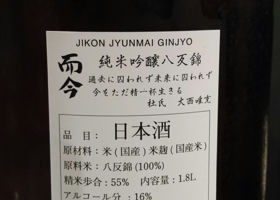 JIKON JYUNMAI GINJYO
而今
純米吟醸八反錦
過去に囚われず未来に囚われず
今をただ精一杯生きる
杜氏 大西唯克
品 目： 日本酒
原材料：米(国産)米麹(国産米)
原料米：八反錦(100%)
精米歩合：55% 内容量：1.8L
アルコール分：16%